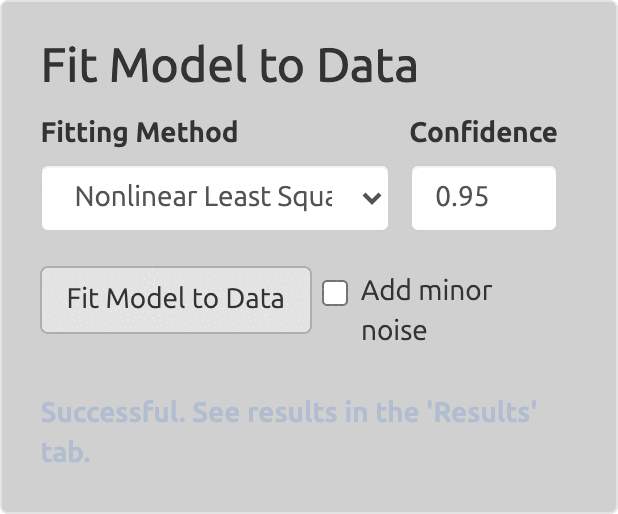 Fit Model to Data
Fitting Method Confidence
Nonlinear Least Squa 0.95
Fit Model to Data Add minor
noise
Successful. See results in the 'Results'
tab.